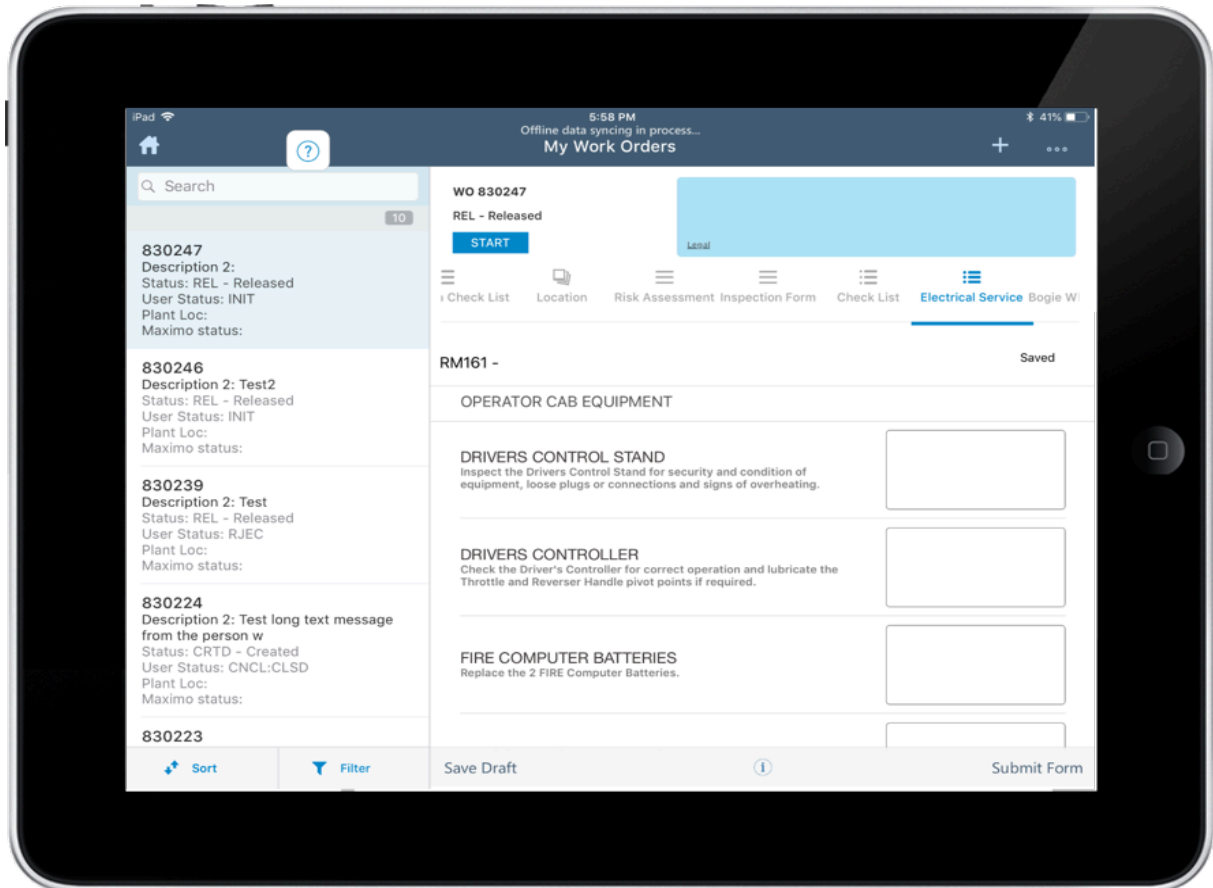 iPad
5:58 PM
41%
Offline data syncing in process...
My Work Orders
?
+
Search
10
830247
Description 2:
Status: REL - Released
User Status: INIT
Plant Loc:
Maximo status:
830246
Description 2: Test2
Status: REL - Released
User Status: INIT
Plant Loc:
Maximo status:
830239
Description 2: Test
Status: REL - Released
User Status: RJEC
Plant Loc:
Maximo status:
830224
Description 2: Test long text message
from the person w
Status: CRTD - Created
User Status: CNCL:CLSD
Plant Loc:
Maximo status:
830223
Sort Filter
WO 830247
REL - Released
START
Legal
Check List Location Risk Assessment Inspection Form Check List Electrical Service Bogie W
RM161 - Saved
OPERATOR CAB EQUIPMENT
DRIVERS CONTROL STAND
Inspect the Drivers Control Stand for security and condition of
equipment, loose plugs or connections and signs of overheating.
DRIVERS CONTROLLER
Check the Driver's Controller for correct operation and lubricate the
Throttle and Reverser Handle pivot points if required.
FIRE COMPUTER BATTERIES
Replace the 2 FIRE Computer Batteries.
Save Draft i Submit Form